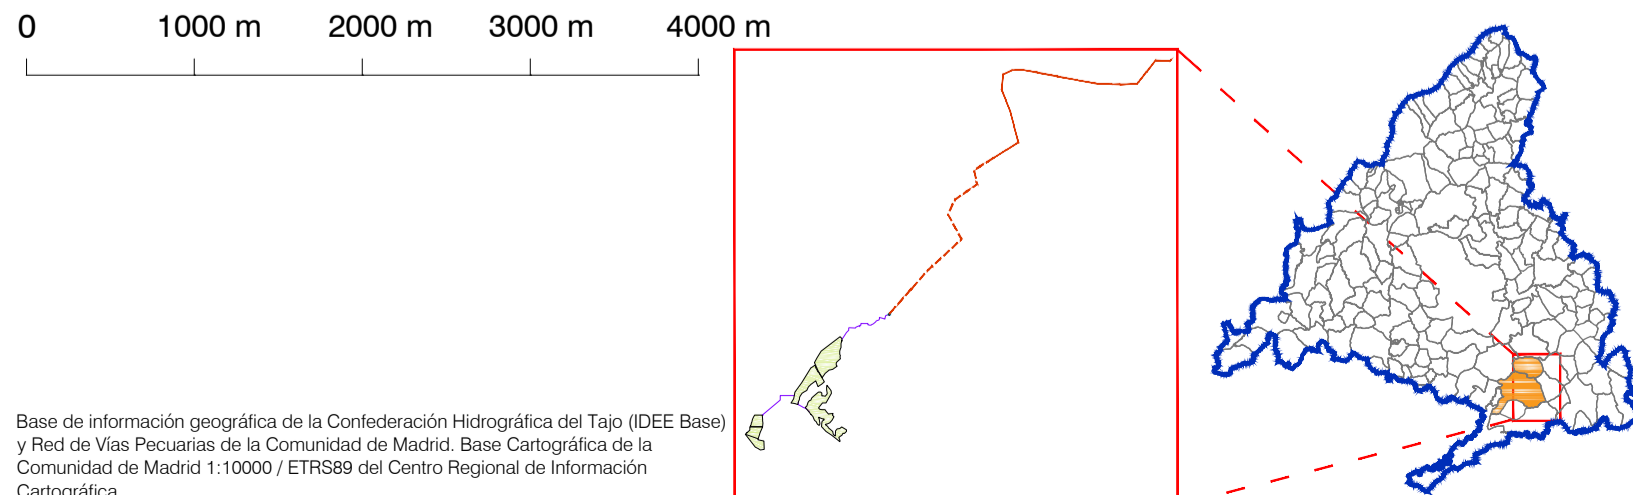 0 1000 m 2000 m 3000 m 4000 m
Base de información geográfica de la Confederación Hidrográfica del Tajo (IDEE Base)
y Red de Vías Pecuarias de la Comunidad de Madrid. Base Cartográfica de la
Comunidad de Madrid 1:10000 / ETRS89 del Centro Regional de Información
Cartográfica